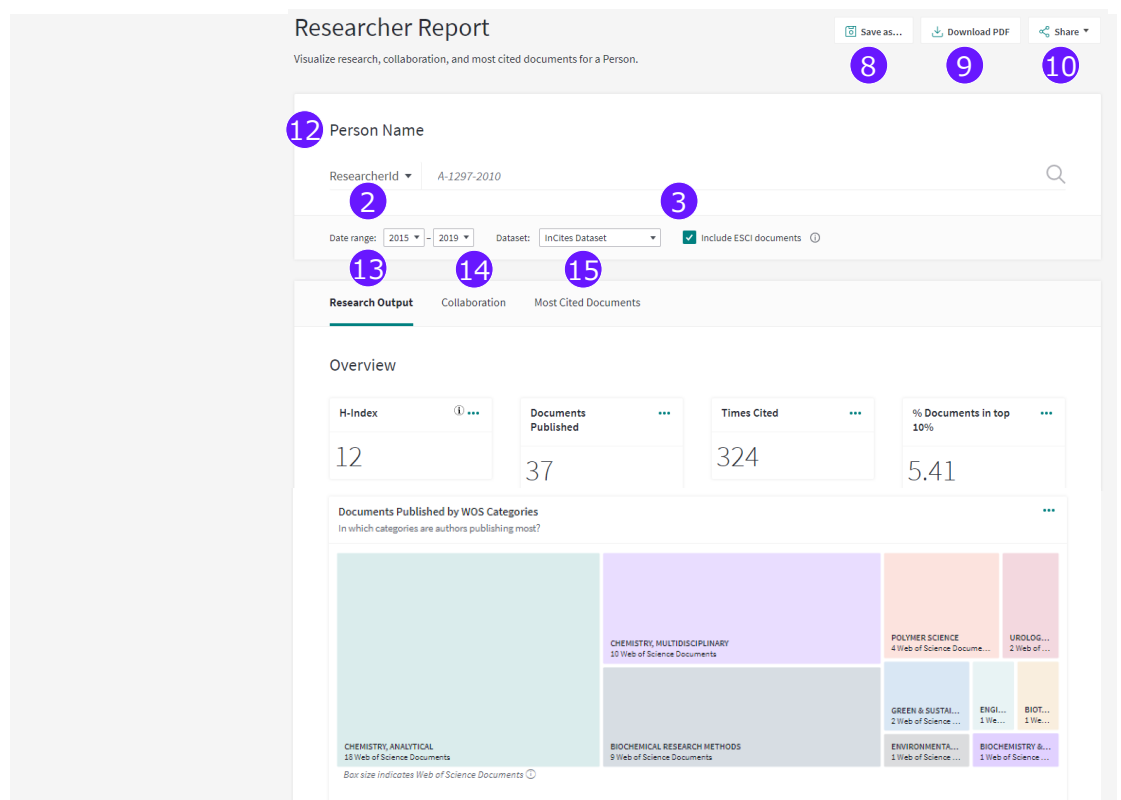 Researcher Report
Save as...
Download PDF
Share
Visualize research, collaboration, and most cited documents for a Person.
8
9
10
12
Person Name
ResearcherId
A-1297-2010
2
3
Date range: 2015 – 2019 Dataset: InCites Dataset Include ESCI documents
13
14
15
Research Output Collaboration Most Cited Documents
Overview
H-Index
12
Documents
Published
37
Times Cited
324
% Documents in top
10%
5.41
Documents Published by WOS Categories
In which categories are authors publishing most?
CHEMISTRY, ANALYTICAL
18 Web of Science Documents
CHEMISTRY, MULTIDISCIPLINARY
10 Web of Science Documents
BIOCHEMICAL RESEARCH METHODS
9 Web of Science Documents
POLYMER SCIENCE
4 Web of Science Docume...
UROLOG...
2 Web of ...
GREEN & SUSTAI...
2 Web of Science ...
ENGI...
1 We...
BIOT...
1 We...
ENVIRONMENTA...
1 Web of Science ...
BIOCHEMISTRY &...
1 Web of Science ...
Box size indicates Web of Science Documents